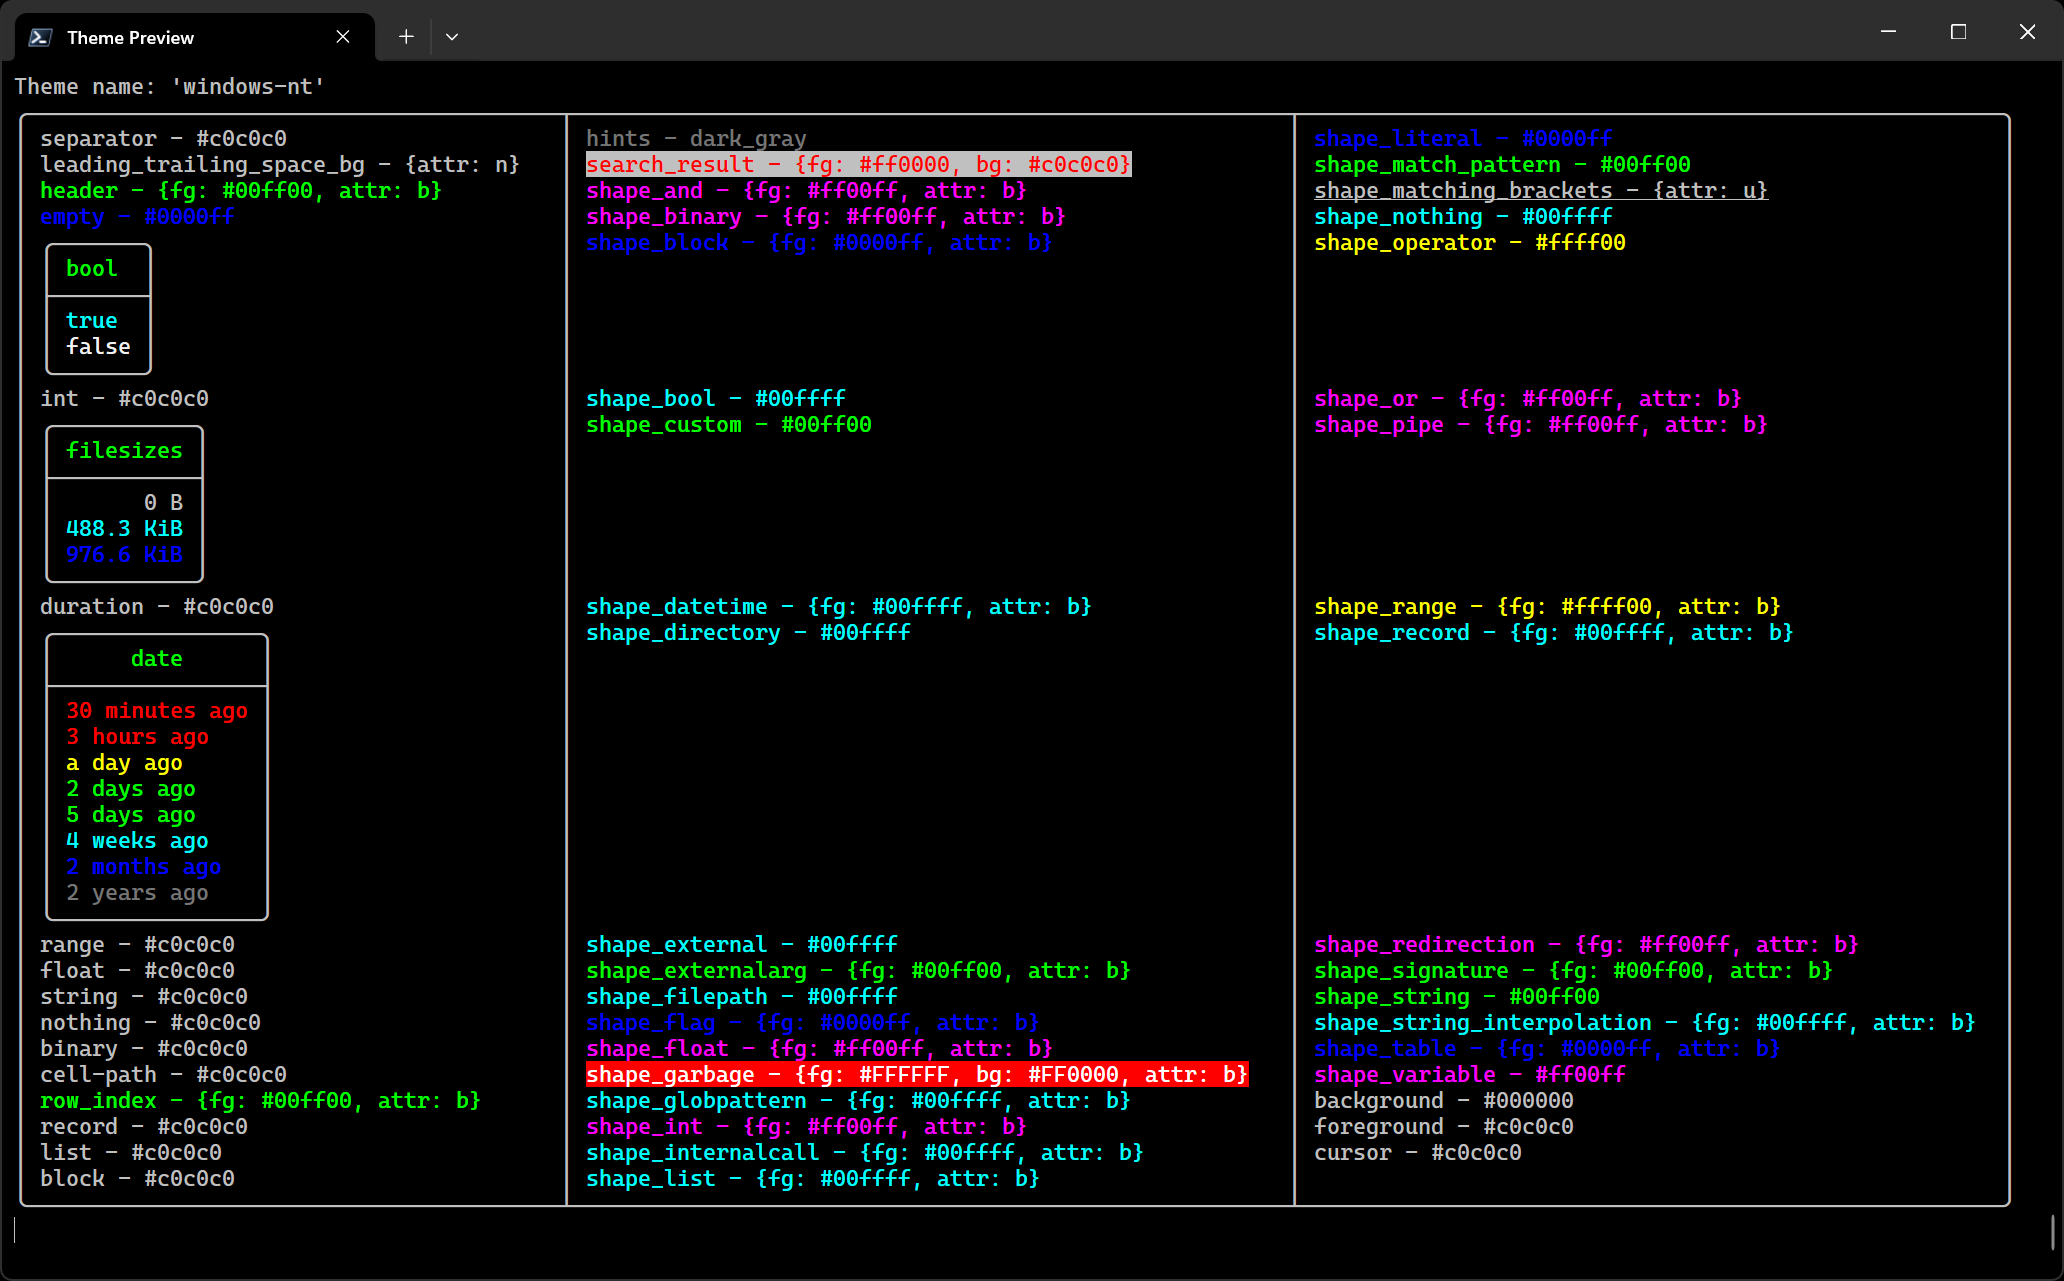 Theme Preview
Theme name: 'windows-nt'
separator - #c0c0c0
leading_trailing_space_bg - {attr: n}
header - {fg: #00ff00, attr: b}
empty - #0000ff
bool
true
false
int - #c0c0c0
filesizes
0 B
488.3 KiB
976.6 KiB
duration - #c0c0c0
date
30 minutes ago
3 hours ago
a day ago
2 days ago
5 days ago
4 weeks ago
2 months ago
2 years ago
range - #c0c0c0
float - #c0c0c0
string - #c0c0c0
nothing - #c0c0c0
binary - #c0c0c0
cell-path - #c0c0c0
row_index - {fg: #00ff00, attr: b}
record - #c0c0c0
list - #c0c0c0
block - #c0c0c0
hints - dark_gray
search_result - {fg: #ff0000, bg: #c0c0c0}
shape_and - {fg: #ff00ff, attr: b}
shape_binary - {fg: #ff00ff, attr: b}
shape_block - {fg: #0000ff, attr: b}
shape_bool - #00ffff
shape_custom - #00ff00
shape_datetime - {fg: #00ffff, attr: b}
shape_directory - #00ffff
shape_external - #00ffff
shape_externalarg - {fg: #00ff00, attr: b}
shape_filepath - #00ffff
shape_flag - {fg: #0000ff, attr: b}
shape_float - {fg: #ff00ff, attr: b}
shape_garbage - {fg: #FFFFFF, bg: #FF0000, attr: b}
shape_globpattern - {fg: #00ffff, attr: b}
shape_int - {fg: #ff00ff, attr: b}
shape_internalcall - {fg: #00ffff, attr: b}
shape_list - {fg: #00ffff, attr: b}
shape_literal - #0000ff
shape_match_pattern - #00ff00
shape_matching_brackets - {attr: u}
shape_nothing - #00ffff
shape_operator - #ffff00
shape_or - {fg: #ff00ff, attr: b}
shape_pipe - {fg: #ff00ff, attr: b}
shape_range - {fg: #ffff00, attr: b}
shape_record - {fg: #00ffff, attr: b}
shape_redirection - {fg: #ff00ff, attr: b}
shape_signature - {fg: #00ff00, attr: b}
shape_string - #00ff00
shape_string_interpolation - {fg: #00ffff, attr: b}
shape_table - {fg: #0000ff, attr: b}
shape_variable - #ff00ff
background - #000000
foreground - #c0c0c0
cursor - #c0c0c0